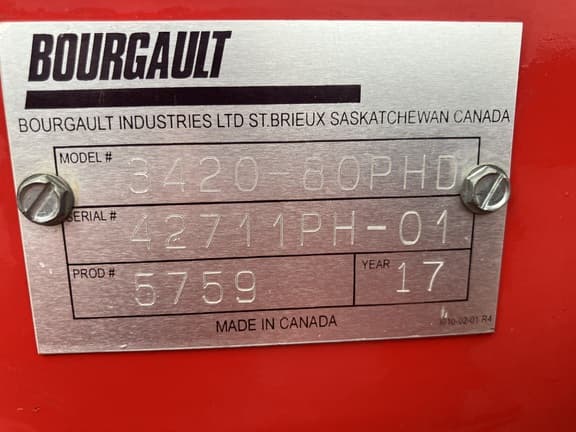 BOURGAULT
BOURGAULT INDUSTRIES LTD ST.BRIEUX SASKATCHEWAN CANADA
MODEL # 3420-80PHD
SERIAL # 42711PH-01
PROD # 5759 YEAR 17
MADE IN CANADA